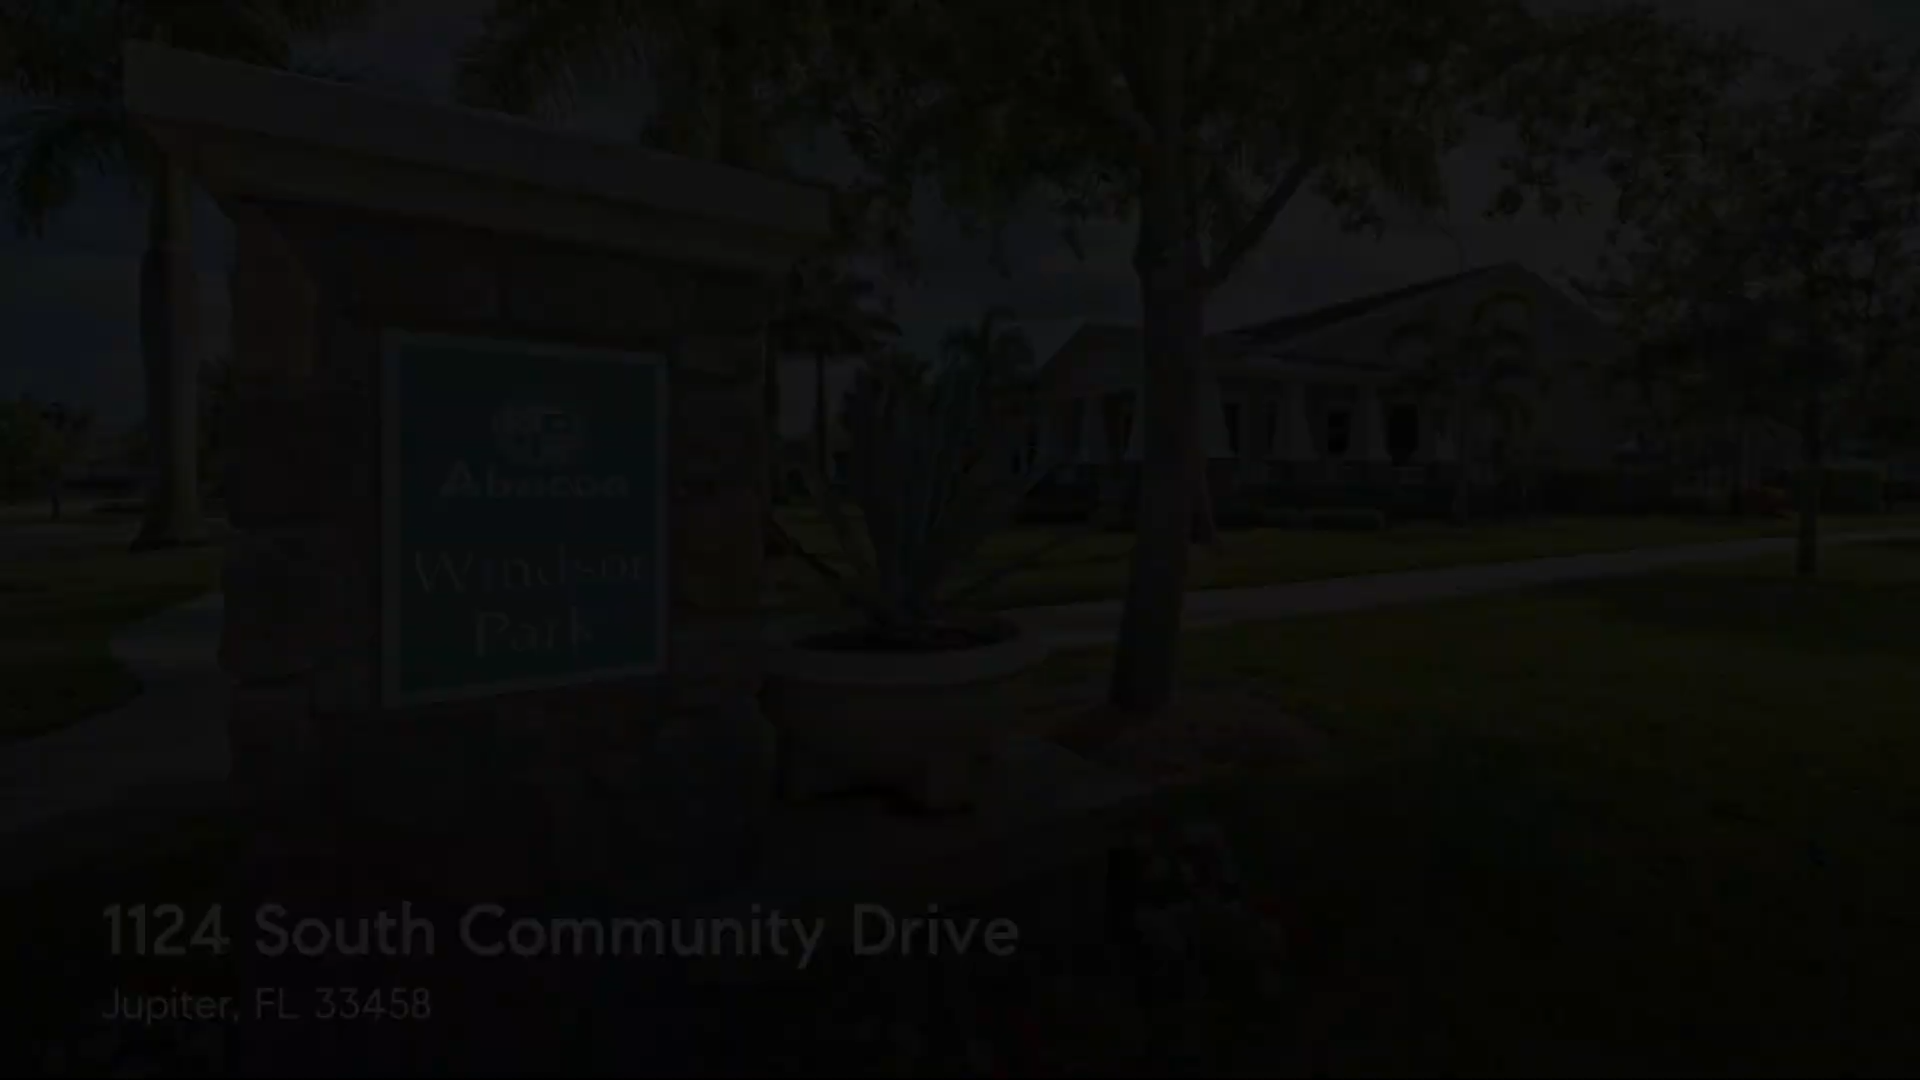 Abacoa
Windsor
Park
1124 South Community Drive
Jupiter, FL 33458